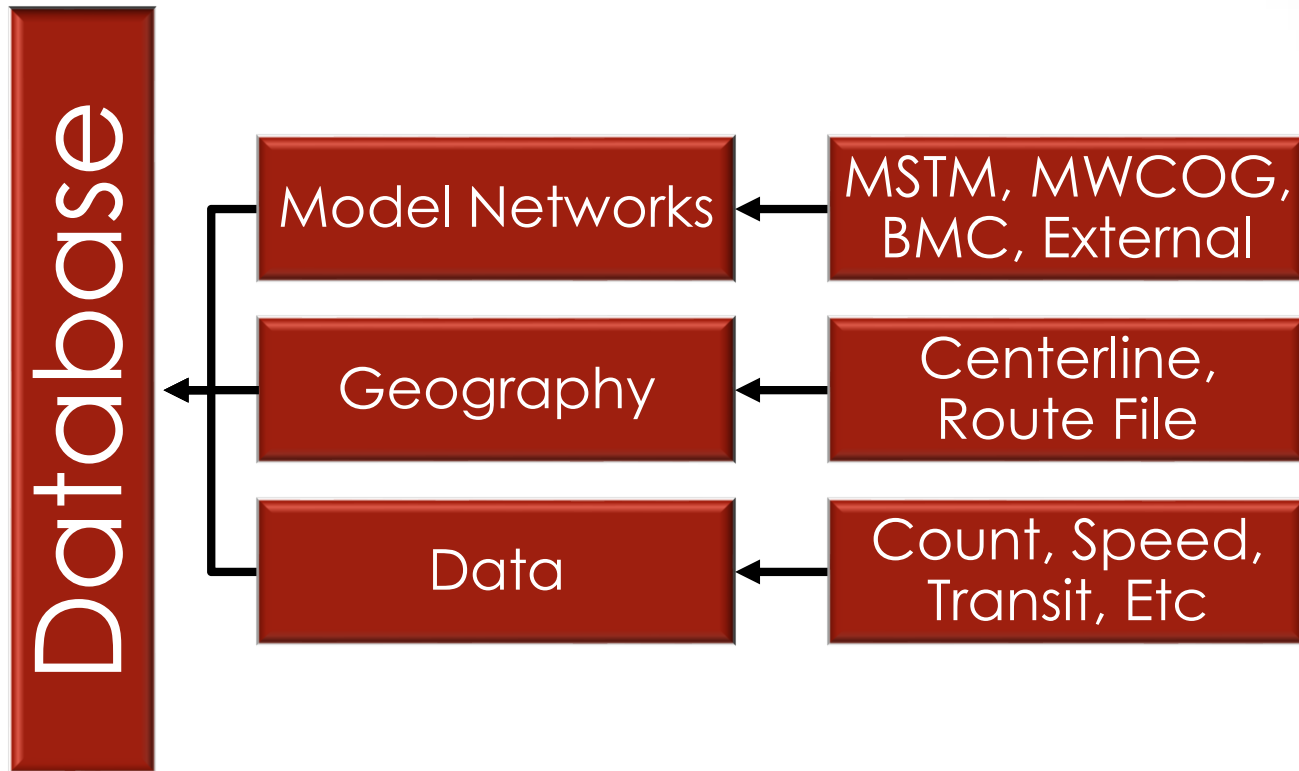 Database
Model Networks
MSTM, MWCOG,
BMC, External
Geography
Centerline,
Route File
Data
Count, Speed,
Transit, Etc